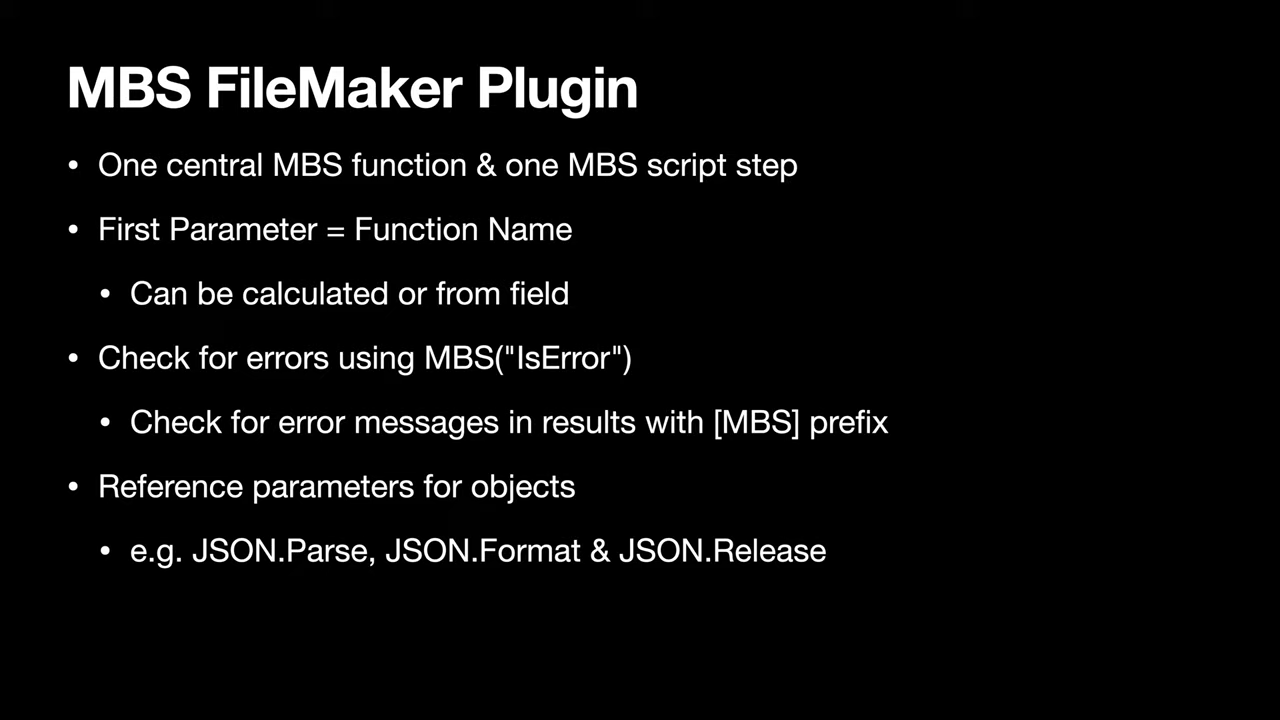 MBS FileMaker Plugin
• One central MBS function & one MBS script step
• First Parameter = Function Name
• Can be calculated or from field
• Check for errors using MBS("IsError")
• Check for error messages in results with [MBS] prefix
• Reference parameters for objects
• e.g. JSON.Parse, JSON.Format & JSON.Release